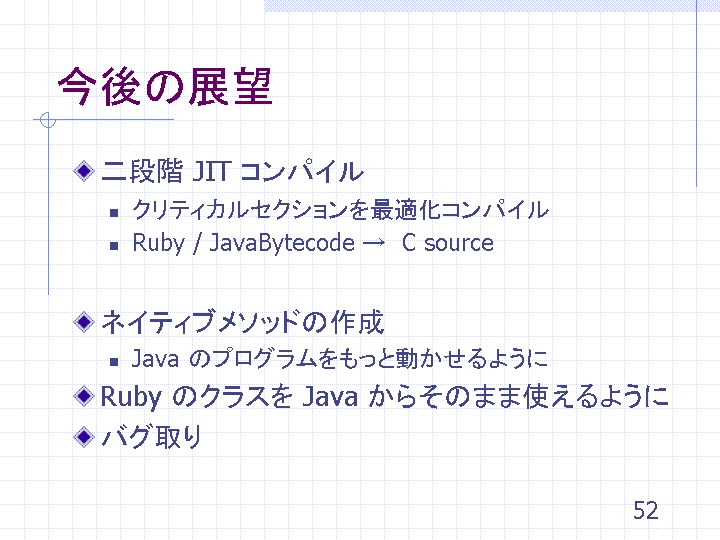 今後の展望
二段階 JIT コンパイル
クリティカルセクションを最適化コンパイル
Ruby / JavaBytecode → C source
ネイティブメソッドの作成
Java のプログラムをもっと動かせるように
Ruby のクラスを Java からそのまま使えるように
バグ取り
52